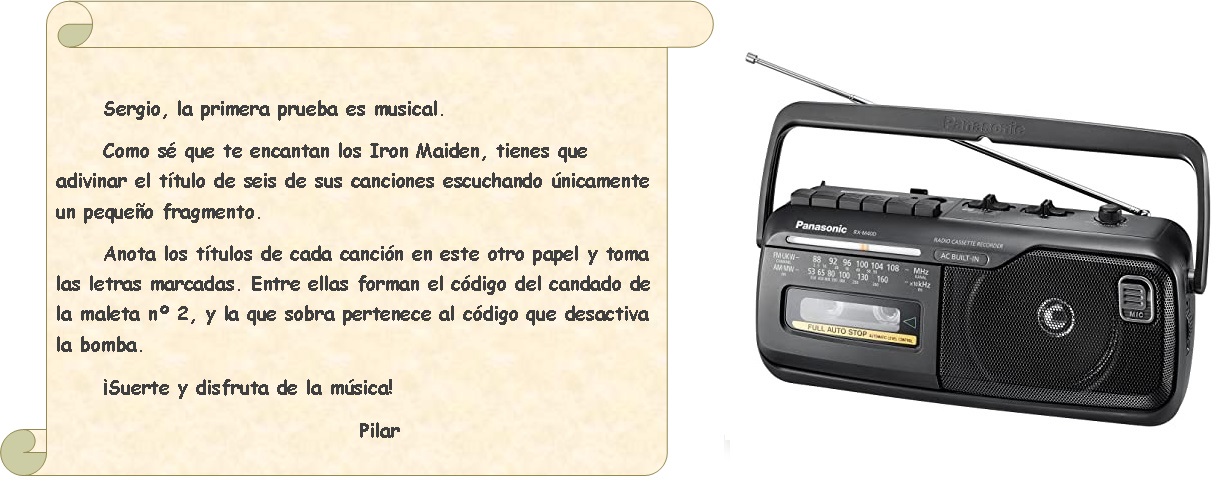 Sergio, la primera prueba es musical.
Como sé que te encantan los Iron Maiden, tienes que
adivinar el título de seis de sus canciones escuchando únicamente
un pequeño fragmento.
Anota los títulos de cada canción en este otro papel y toma
las letras marcadas. Entre ellas forman el código del candado de
la maleta nº 2, y la que sobra pertenece al código que desactiva
la bomba.
¡Suerte y disfruta de la música!
Pilar
Panasonic
Panasonic RX-M40D
RADIO CASSETTE RECORDER
AC BUILT-IN
FM/UKW 88 92 96 100 104 108 MHz
AM/MW 53 65 80 100 130 160 kHz
FULL AUTO STOP AUTOMATIC LEVEL CONTROL
MIC